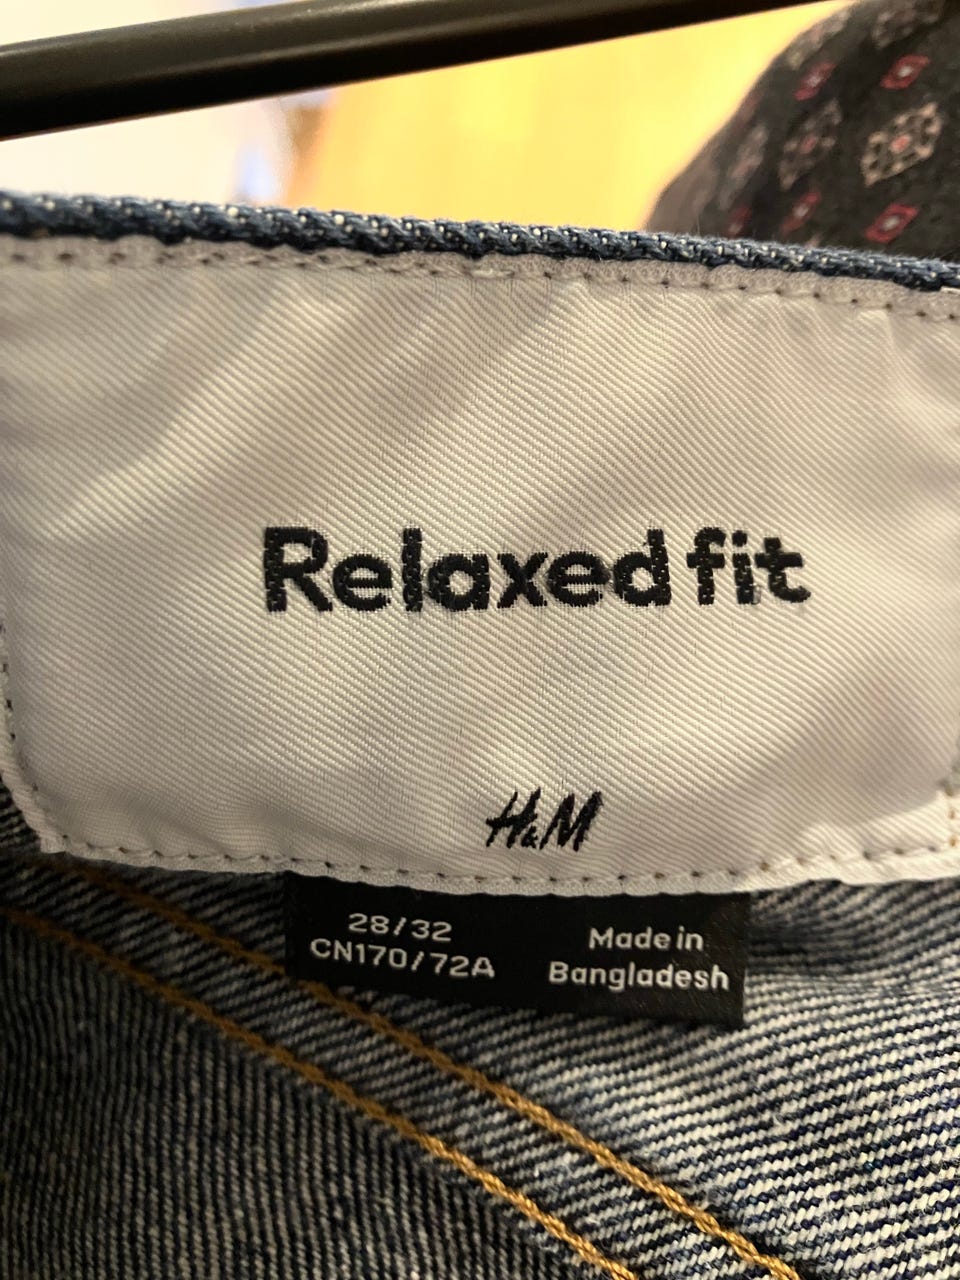 Relaxed fit
H&M
28/32
CN170/72A
Made in
Bangladesh